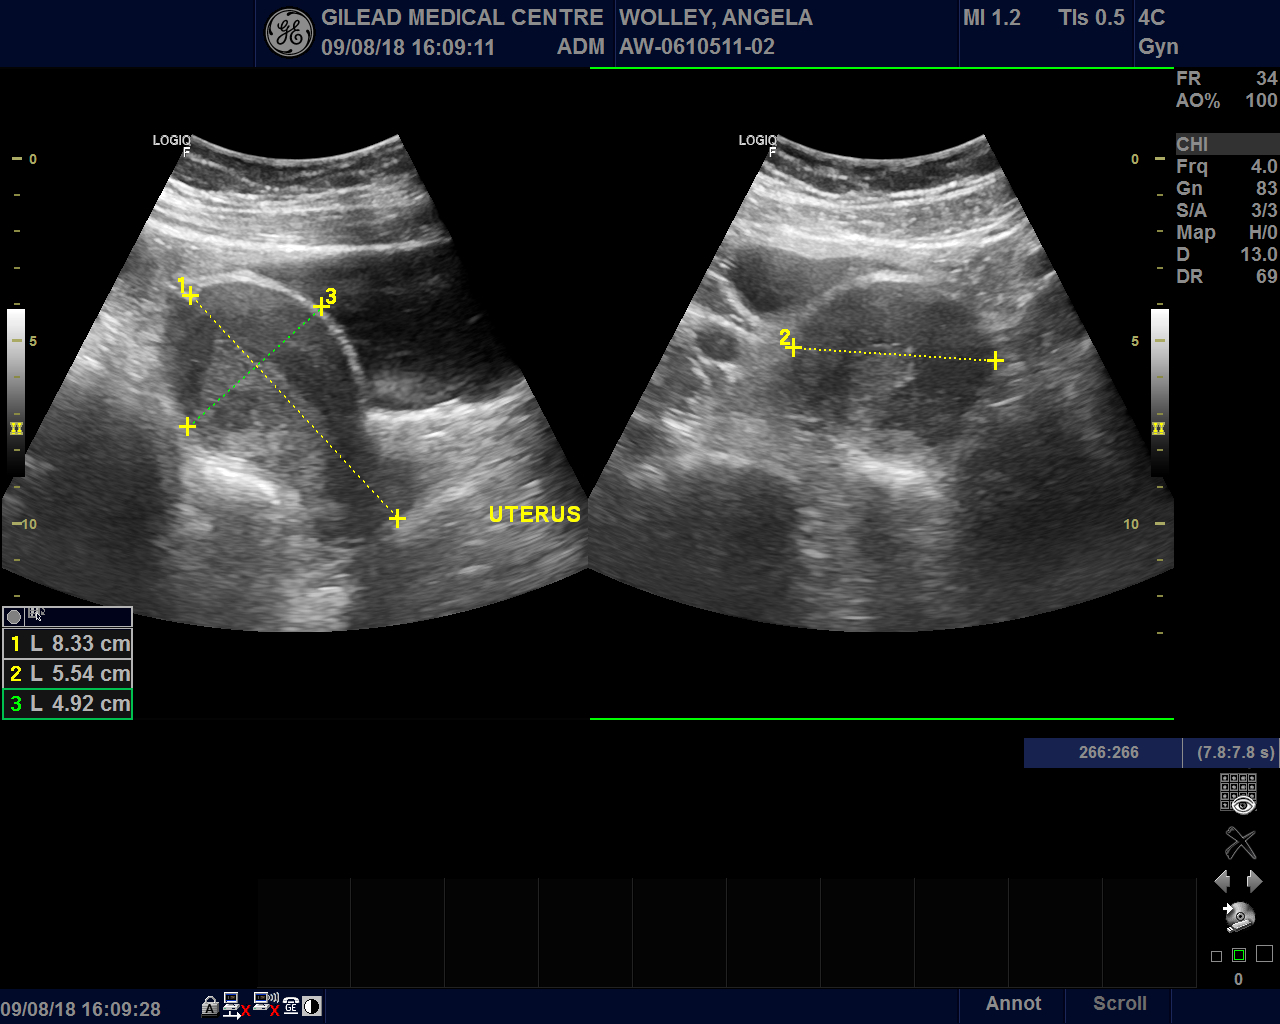 GILEAD MEDICAL CENTRE
09/08/18 16:09:11 ADM
WOLLEY, ANGELA
AW-0610511-02
MI 1.2 TIs 0.5
4C
Gyn
FR 34
AO% 100
CHI
Frq 4.0
Gn 83
S/A 3/3
Map H/0
D 13.0
DR 69
LOGIQ
F
LOGIQ
F
0
5
10
0
5
10
1
3
2
UTERUS
1 L 8.33 cm
2 L 5.54 cm
3 L 4.92 cm
266:266 (7.8:7.8 s)
0
09/08/18 16:09:28
A
GE
Annot
Scroll